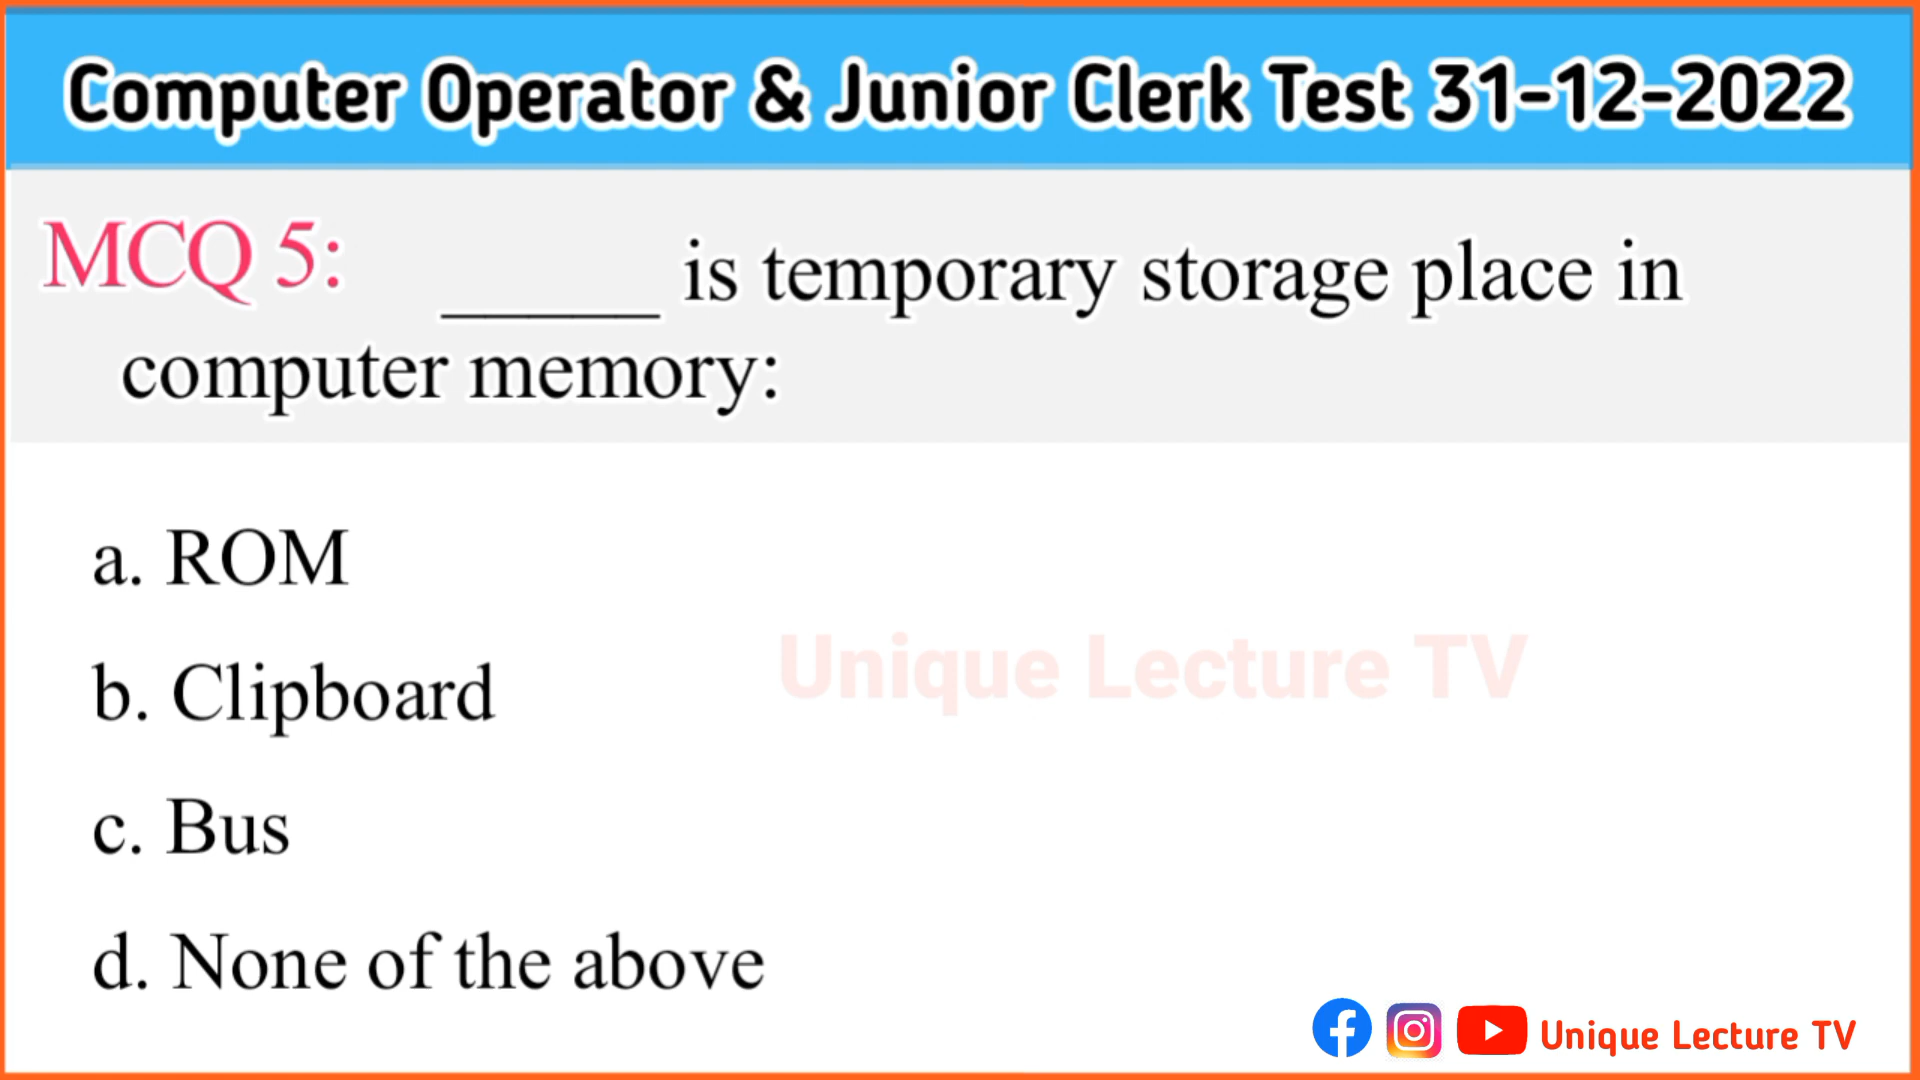 Computer Operator & Junior Clerk Test 31-12-2022
MCQ 5: _____ is temporary storage place in
computer memory:
a. ROM
b. Clipboard
Unique Lecture TV
c. Bus
d. None of the above
Unique Lecture TV